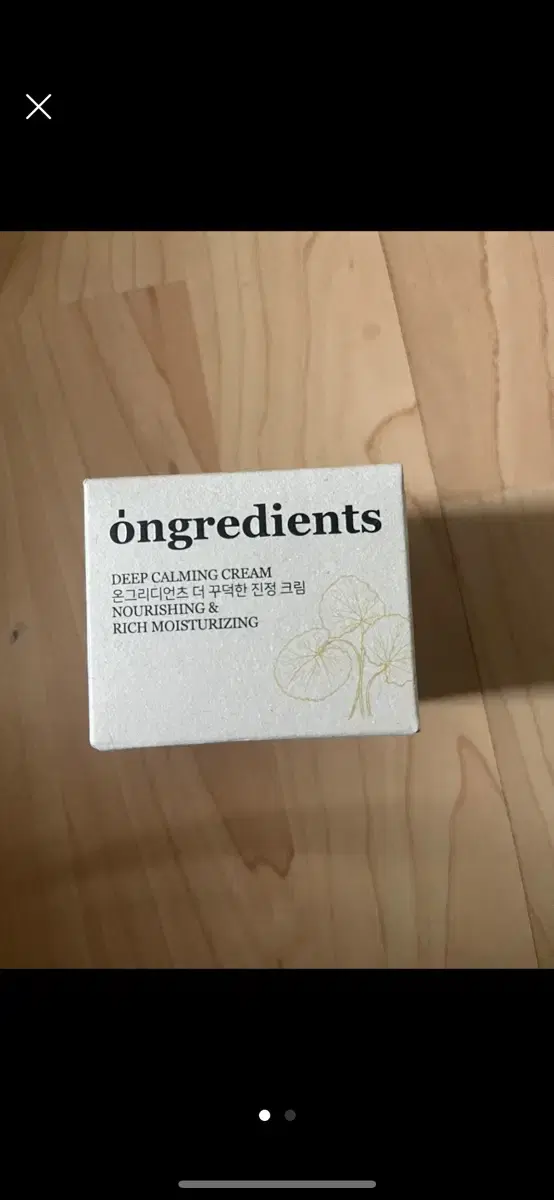 ȯngredients
DEEP CALMING CREAM
온그리디언츠 더 꾸덕한 진정 크림
NOURISHING &
RICH MOISTURIZING